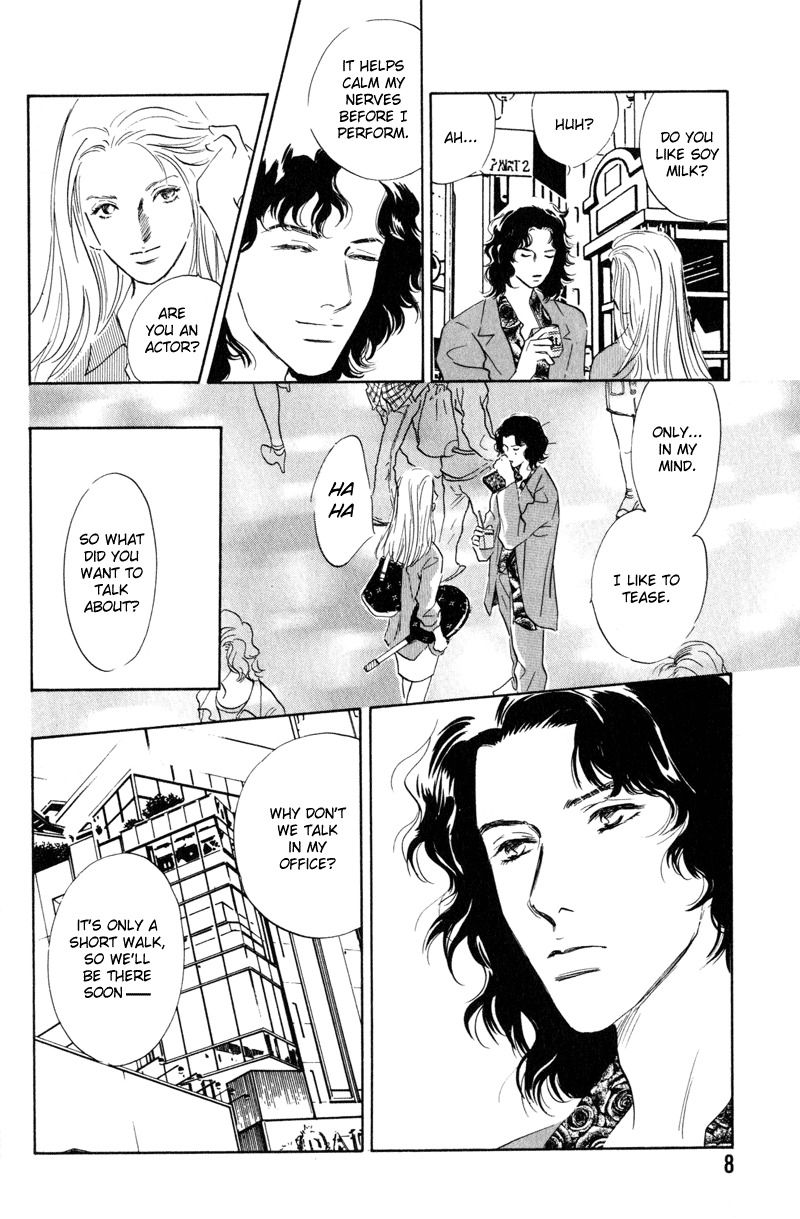 DO YOU
LIKE SOY
MILK?
HUH?
AH...
IT HELPS
CALM MY
NERVES
BEFORE I
PERFORM.
ARE
YOU AN
ACTOR?
ONLY...
IN MY
MIND.
I LIKE TO
TEASE.
HA
HA
SO WHAT
DID YOU
WANT TO
TALK
ABOUT?
WHY DON'T
WE TALK
IN MY
OFFICE?
IT'S ONLY A
SHORT WALK,
SO WE'LL
BE THERE
SOON —
8